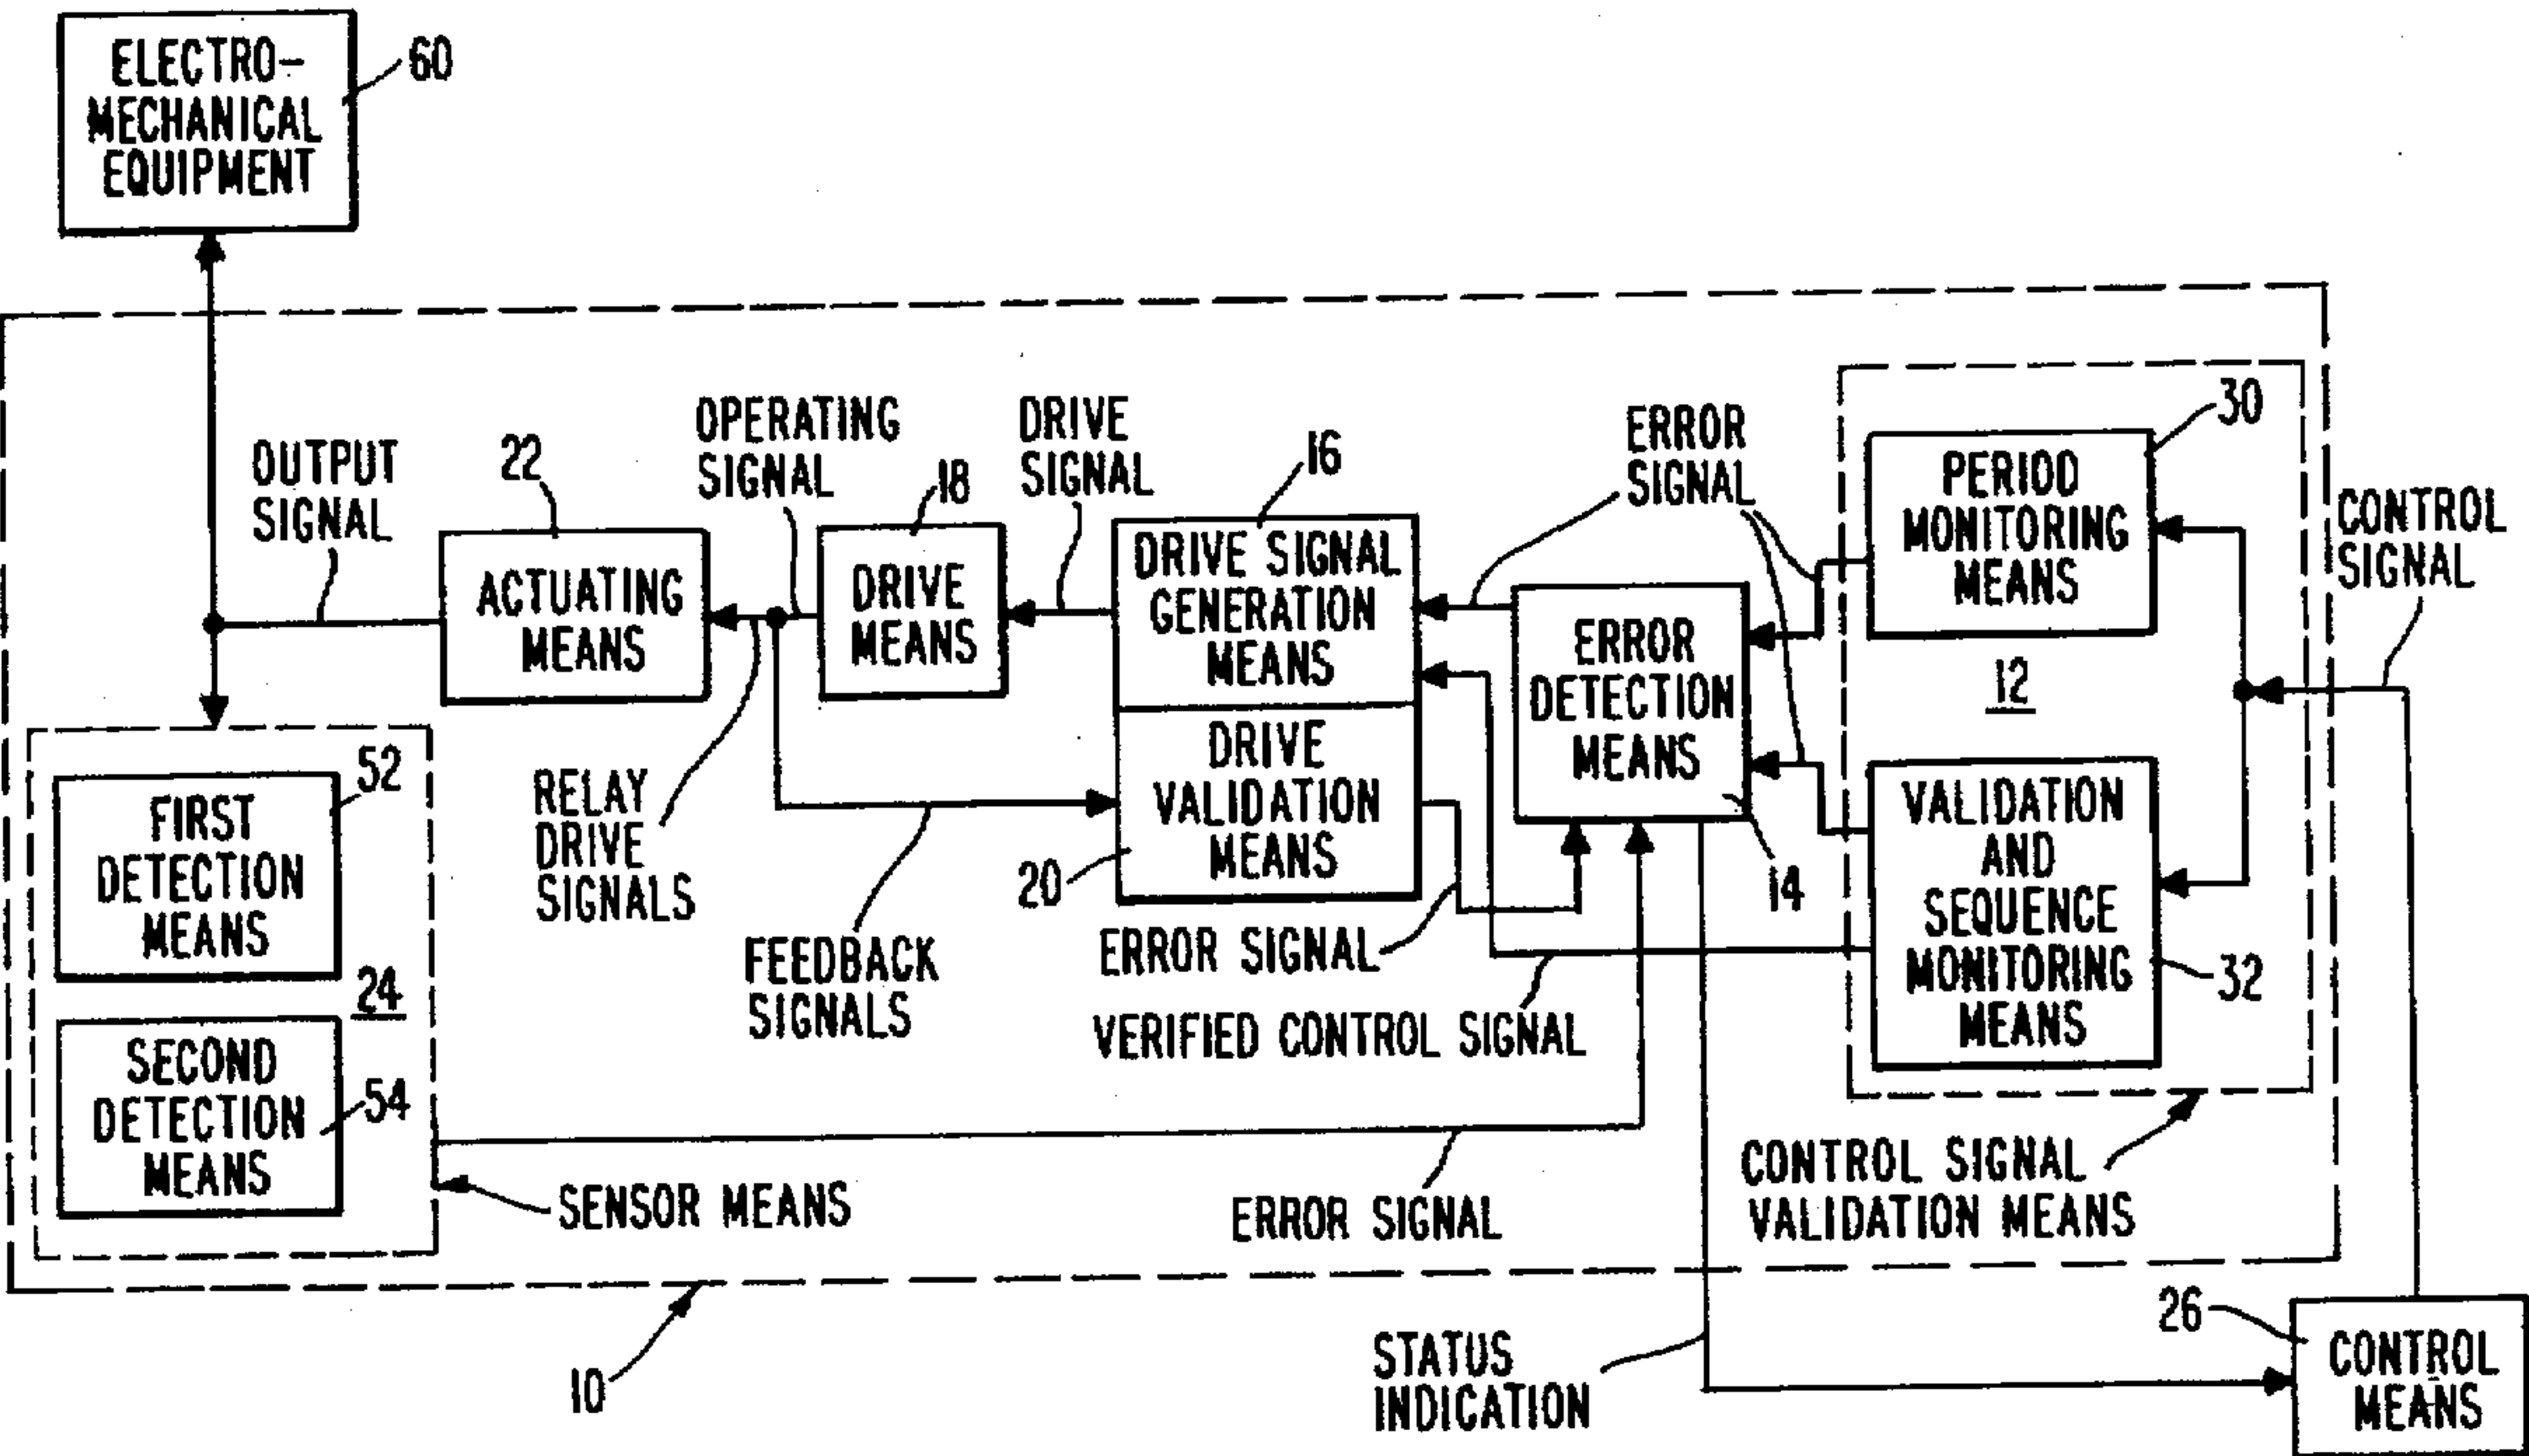 ELECTRO-
MECHANICAL
EQUIPMENT
60
OUTPUT
SIGNAL
22
ACTUATING
MEANS
OPERATING
SIGNAL
18
DRIVE
MEANS
DRIVE
SIGNAL
16
DRIVE SIGNAL
GENERATION
MEANS
DRIVE
VALIDATION
MEANS
20
ERROR
SIGNAL
ERROR
DETECTION
MEANS
14
30
PERIOD
MONITORING
MEANS
12
VALIDATION
AND
SEQUENCE
MONITORING
MEANS
32
CONTROL
SIGNAL
52
FIRST
DETECTION
MEANS
24
SECOND
DETECTION
MEANS
54
RELAY
DRIVE
SIGNALS
FEEDBACK
SIGNALS
ERROR SIGNAL
VERIFIED CONTROL SIGNAL
SENSOR MEANS
ERROR SIGNAL
CONTROL SIGNAL
VALIDATION MEANS
10
STATUS
INDICATION
26
CONTROL
MEANS